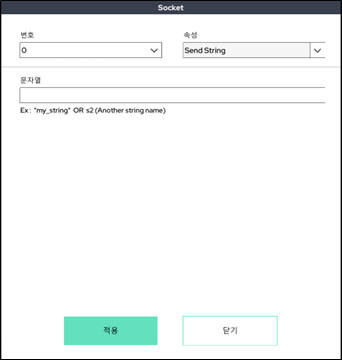 Socket
번호 속성
0 Send String
문자열
Ex : "my_string" OR s2 (Another string name)
적용 닫기